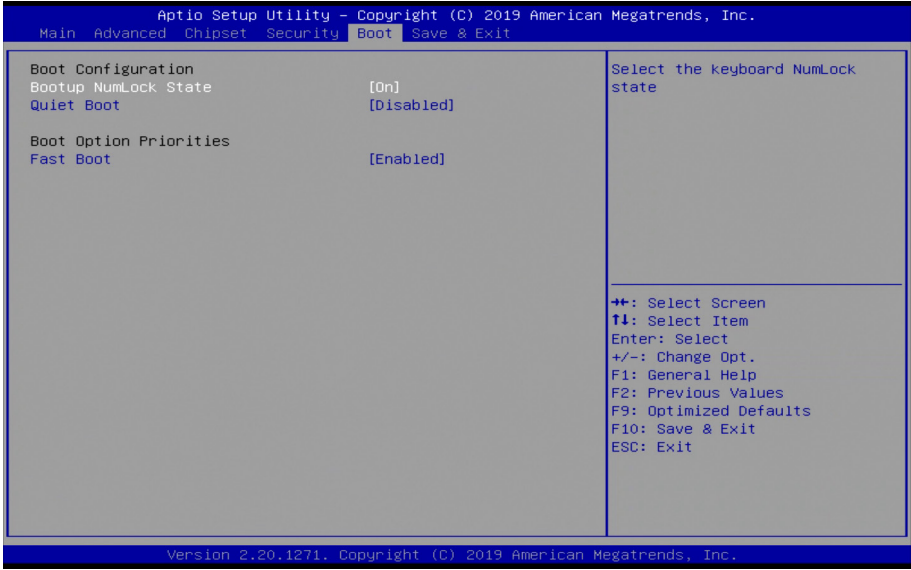 Aptio Setup Utility – Copyright (C) 2019 American Megatrends, Inc.
Main Advanced Chipset Security Boot Save & Exit
Boot Configuration
Bootup NumLock State [On]
Quiet Boot [Disabled]
Boot Option Priorities
Fast Boot [Enabled]
Select the keyboard NumLock
state
→←: Select Screen
↑↓: Select Item
Enter: Select
+/-: Change Opt.
F1: General Help
F2: Previous Values
F9: Optimized Defaults
F10: Save & Exit
ESC: Exit
Version 2.20.1271. Copyright (C) 2019 American Megatrends, Inc.